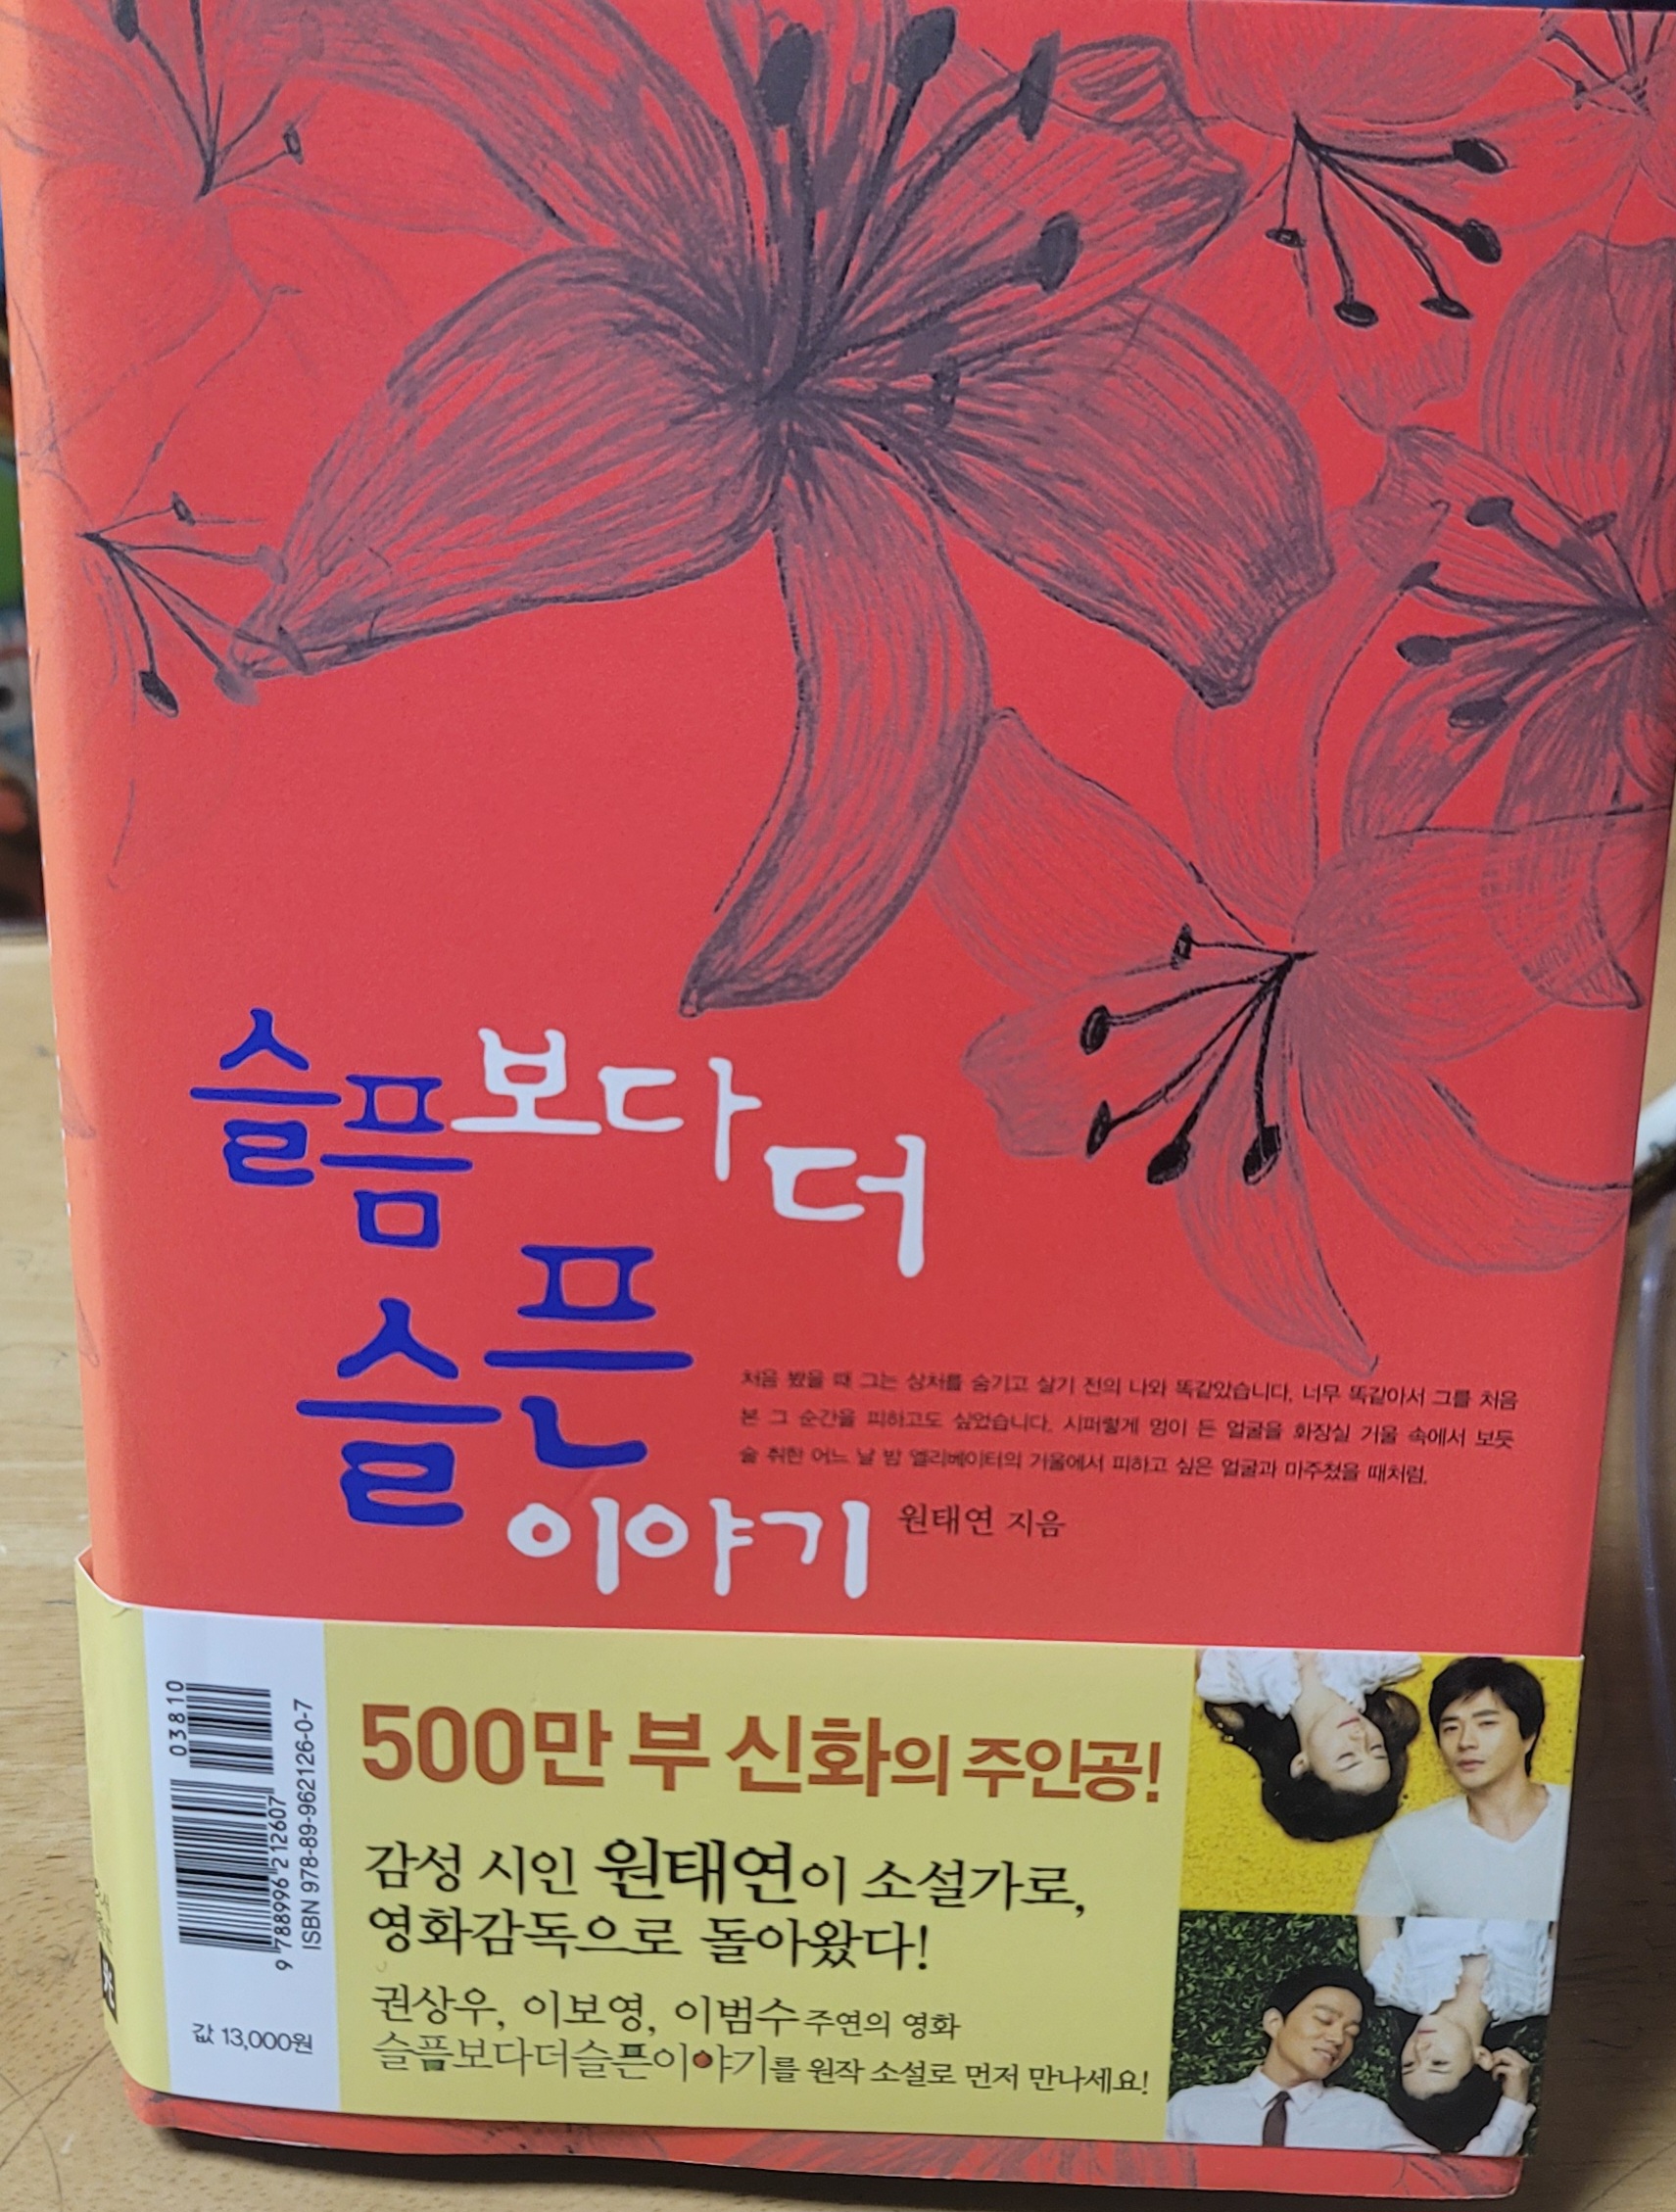 슬픔보다 더
슬픈
이야기
처음 봤을 때 그는 상처를 숨기고 살기 전의 나와 똑같았습니다. 너무 똑같아서 그를 처음
본 그 순간을 피하고도 싶었습니다. 시퍼렇게 멍이 든 얼굴을 화장실 거울 속에서 보듯
술 취한 어느 날 밤 엘리베이터의 거울에서 피하고 싶은 얼굴과 마주쳤을 때처럼.
원태연 지음
03810
9 788996 212607
ISBN 978-89-962126-0-7
값 13,000원
500만 부 신화의 주인공!
감성 시인 원태연이 소설가로,
영화감독으로 돌아왔다!
권상우, 이보영, 이범수 주연의 영화
슬픔보다더슬픈이야기를 원작 소설로 먼저 만나세요!